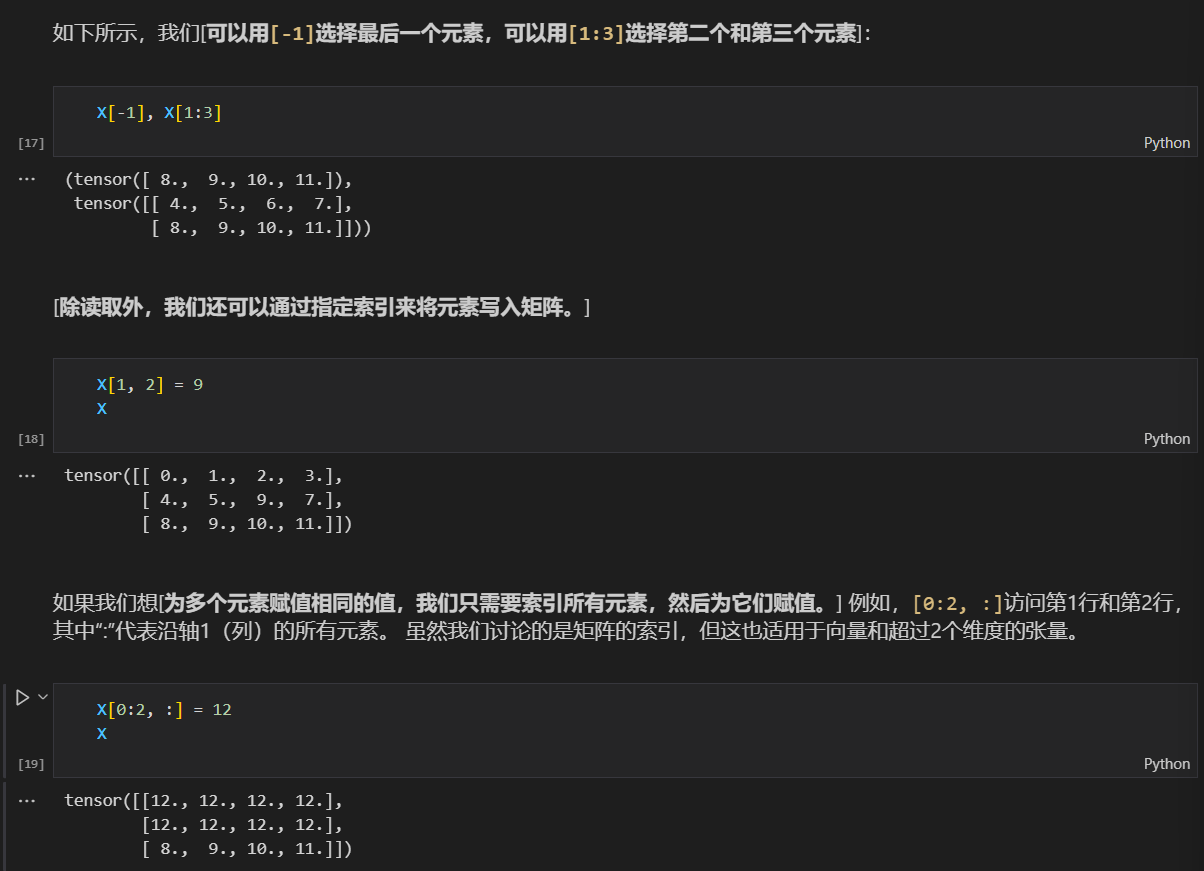 如下所示，我们[可以用[-1]选择最后一个元素，可以用[1:3]选择第二个和第三个元素]：
X[-1], X[1:3]
[17]
Python
(tensor([ 8.,  9., 10., 11.]),
 tensor([[ 4.,  5.,  6.,  7.],
         [ 8.,  9., 10., 11.]]))
[除读取外，我们还可以通过指定索引来将元素写入矩阵。]
X[1, 2] = 9
X
[18]
Python
tensor([[ 0.,  1.,  2.,  3.],
        [ 4.,  5.,  9.,  7.],
        [ 8.,  9., 10., 11.]])
如果我们想[为多个元素赋值相同的值，我们只需要索引所有元素，然后为它们赋值。] 例如，[0:2, :]访问第1行和第2行，
其中“:”代表沿轴1（列）的所有元素。 虽然我们讨论的是矩阵的索引，但这也适用于向量和超过2个维度的张量。
X[0:2, :] = 12
X
[19]
Python
tensor([[12., 12., 12., 12.],
        [12., 12., 12., 12.],
        [ 8.,  9., 10., 11.]])